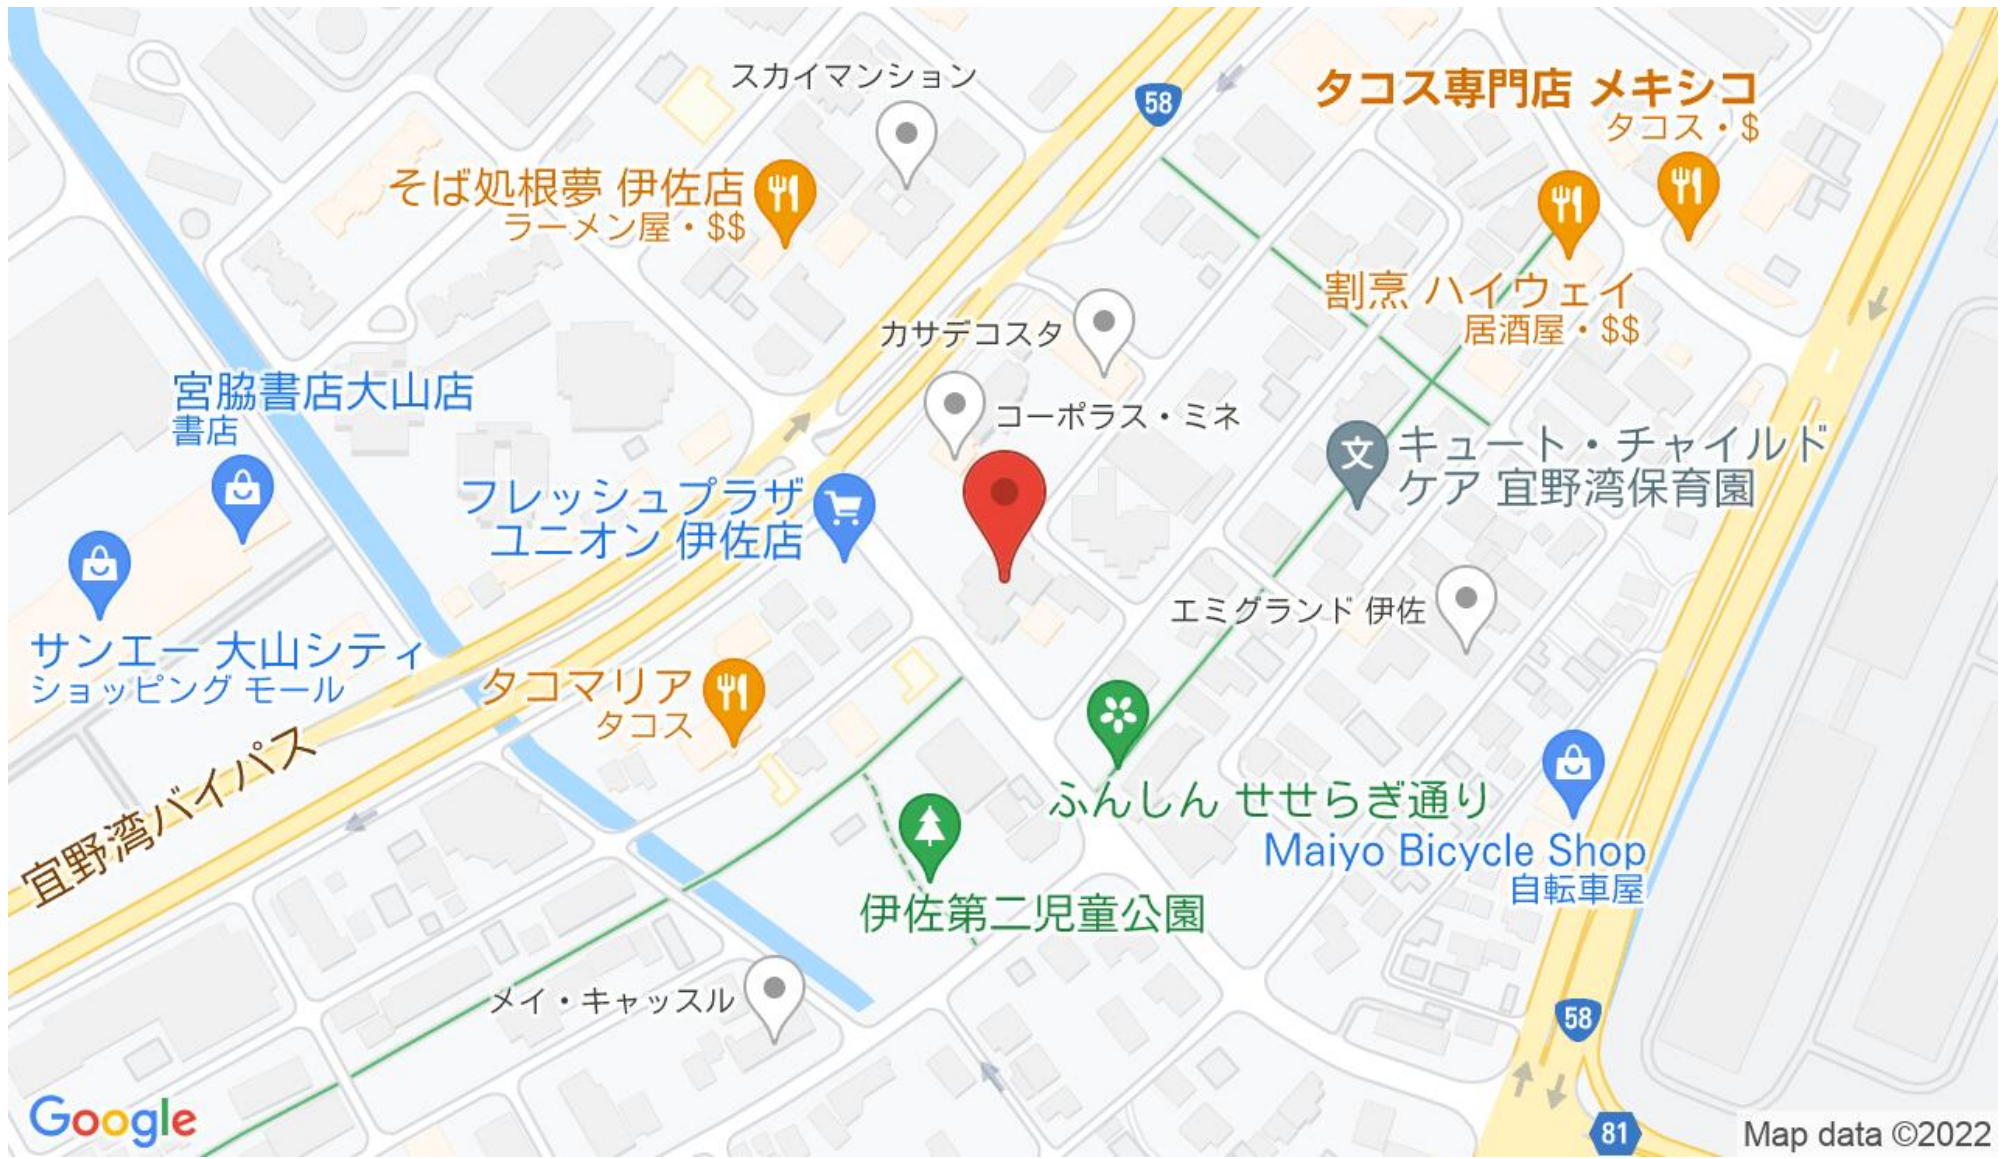 スカイマンション
58
タコス専門店 メキシコ
タコス・$
そば処根夢 伊佐店
ラーメン屋・$$
割烹 ハイウェイ
居酒屋・$$
カサデコスタ
宮脇書店大山店
書店
コーポラス・ミネ
文
キュート・チャイルド
ケア 宜野湾保育園
フレッシュプラザ
ユニオン 伊佐店
エミグランド 伊佐
サンエー 大山シティ
ショッピング モール
タコマリア
タコス
宜野湾バイパス
ふんしん せせらぎ通り
Maiyo Bicycle Shop
自転車屋
伊佐第二児童公園
メイ・キャッスル
58
Google
81
Map data ©2022